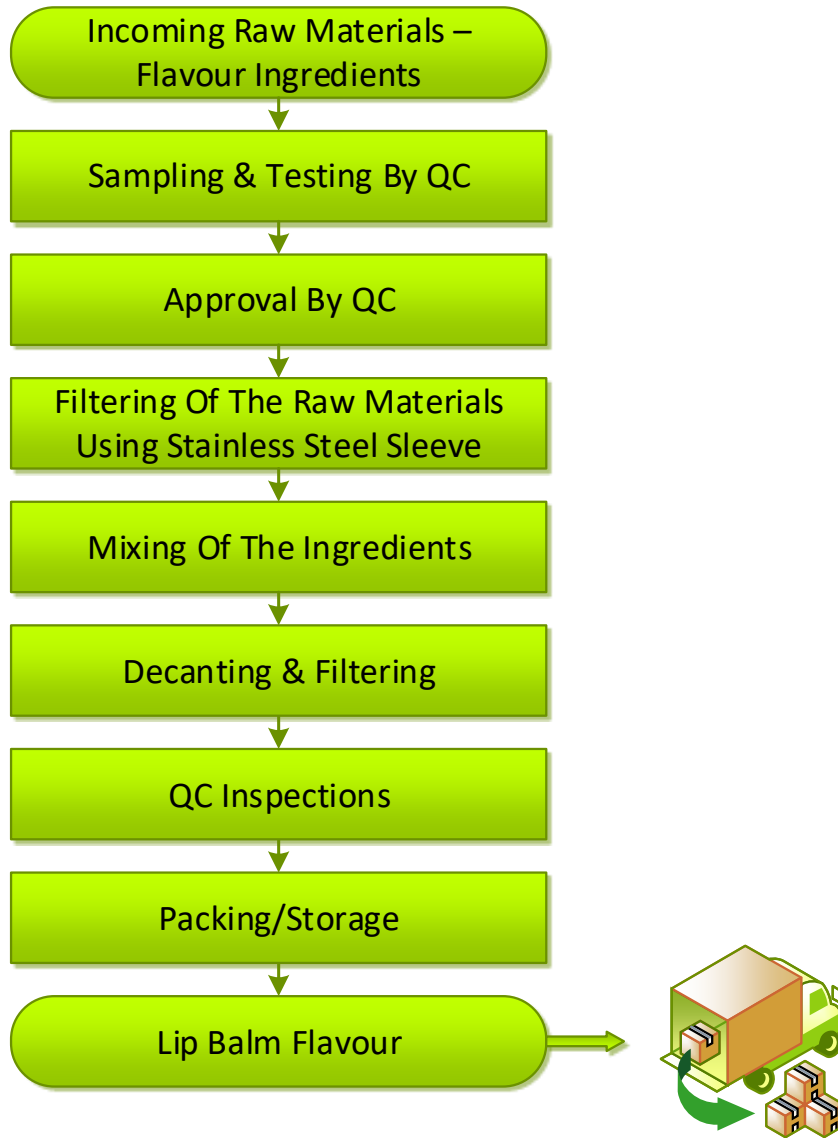 Incoming Raw Materials –
Flavour Ingredients
Sampling & Testing By QC
Approval By QC
Filtering Of The Raw Materials
Using Stainless Steel Sleeve
Mixing Of The Ingredients
Decanting & Filtering
QC Inspections
Packing/Storage
Lip Balm Flavour